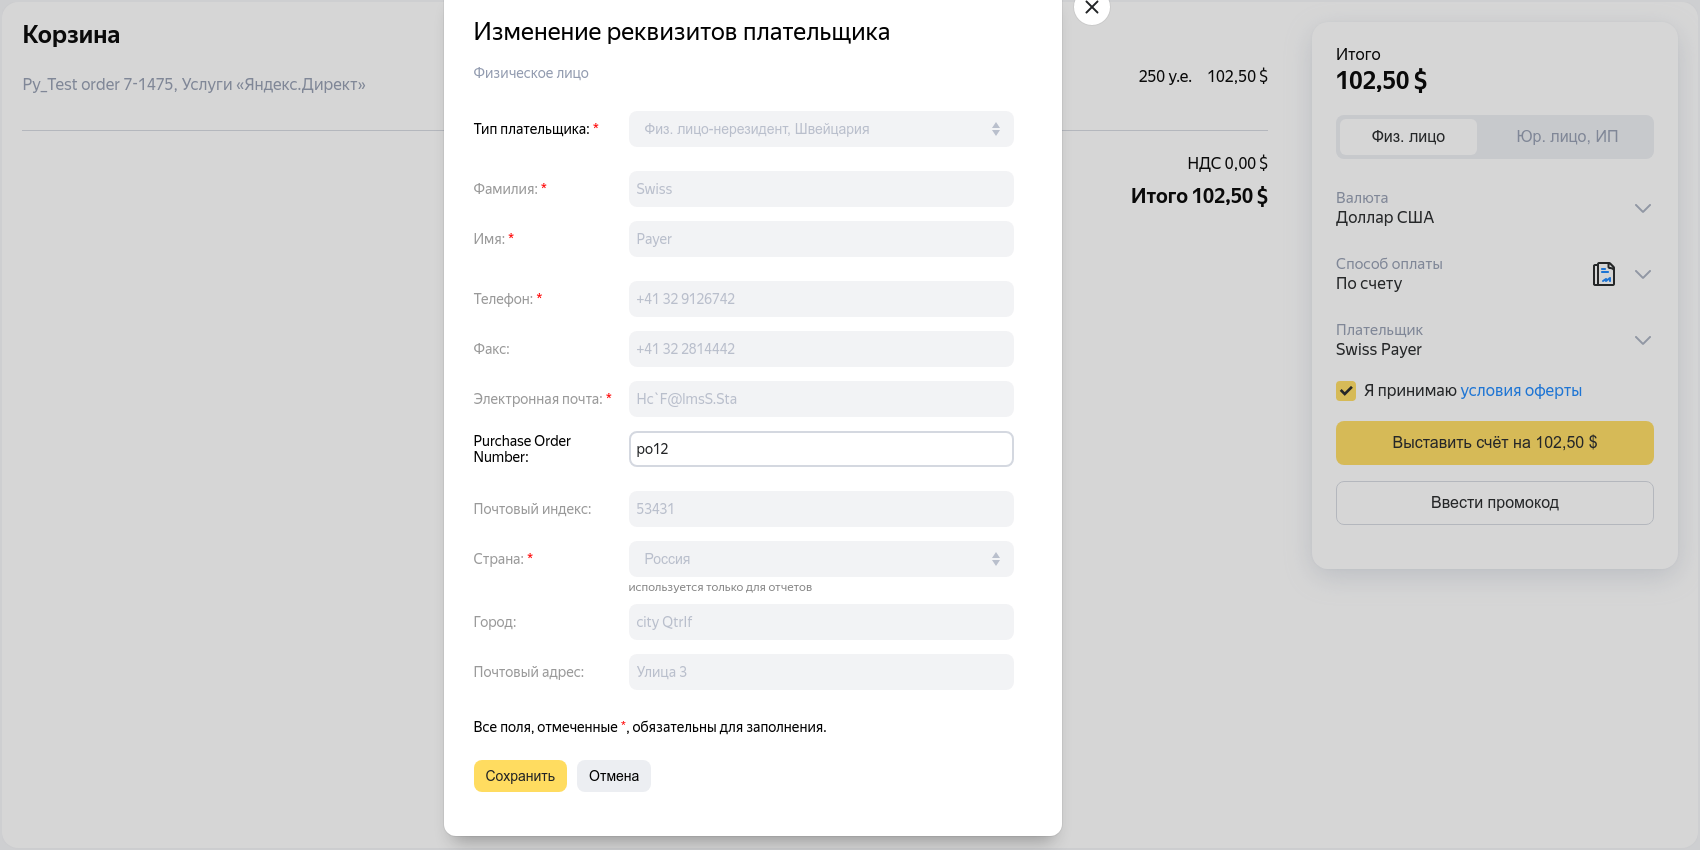 Корзина
Py_Test order 7-1475, Услуги «Яндекс.Директ»
Изменение реквизитов плательщика
Физическое лицо
Тип плательщика: *
Физ. лицо-нерезидент, Швейцария
Фамилия: *
Swiss
Имя: *
Payer
Телефон: *
+41 32 9126742
Факс:
+41 32 2814442
Электронная почта: *
Purchase Order
Number:
po12
Почтовый индекс:
53431
Страна: *
Россия
используется только для отчетов
Город:
Почтовый адрес:
Улица 3
Все поля, отмеченные *, обязательны для заполнения.
Сохранить
Отмена
250 у.е. 102,50 $
НДС 0,00 $
Итого 102,50 $
Итого
102,50 $
Физ. лицо
Юр. лицо, ИП
Валюта
Доллар США
Способ оплаты
По счету
Плательщик
Swiss Payer
Я принимаю условия оферты
Выставить счёт на 102,50 $
Ввести промокод